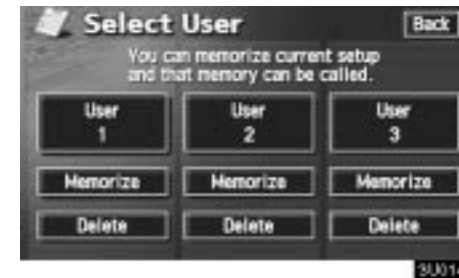 Select User
Back
You can memorize current setup
and that memory can be called.
User
1
User
2
User
3
Memorize
Memorize
Memorize
Delete
Delete
Delete
3U01